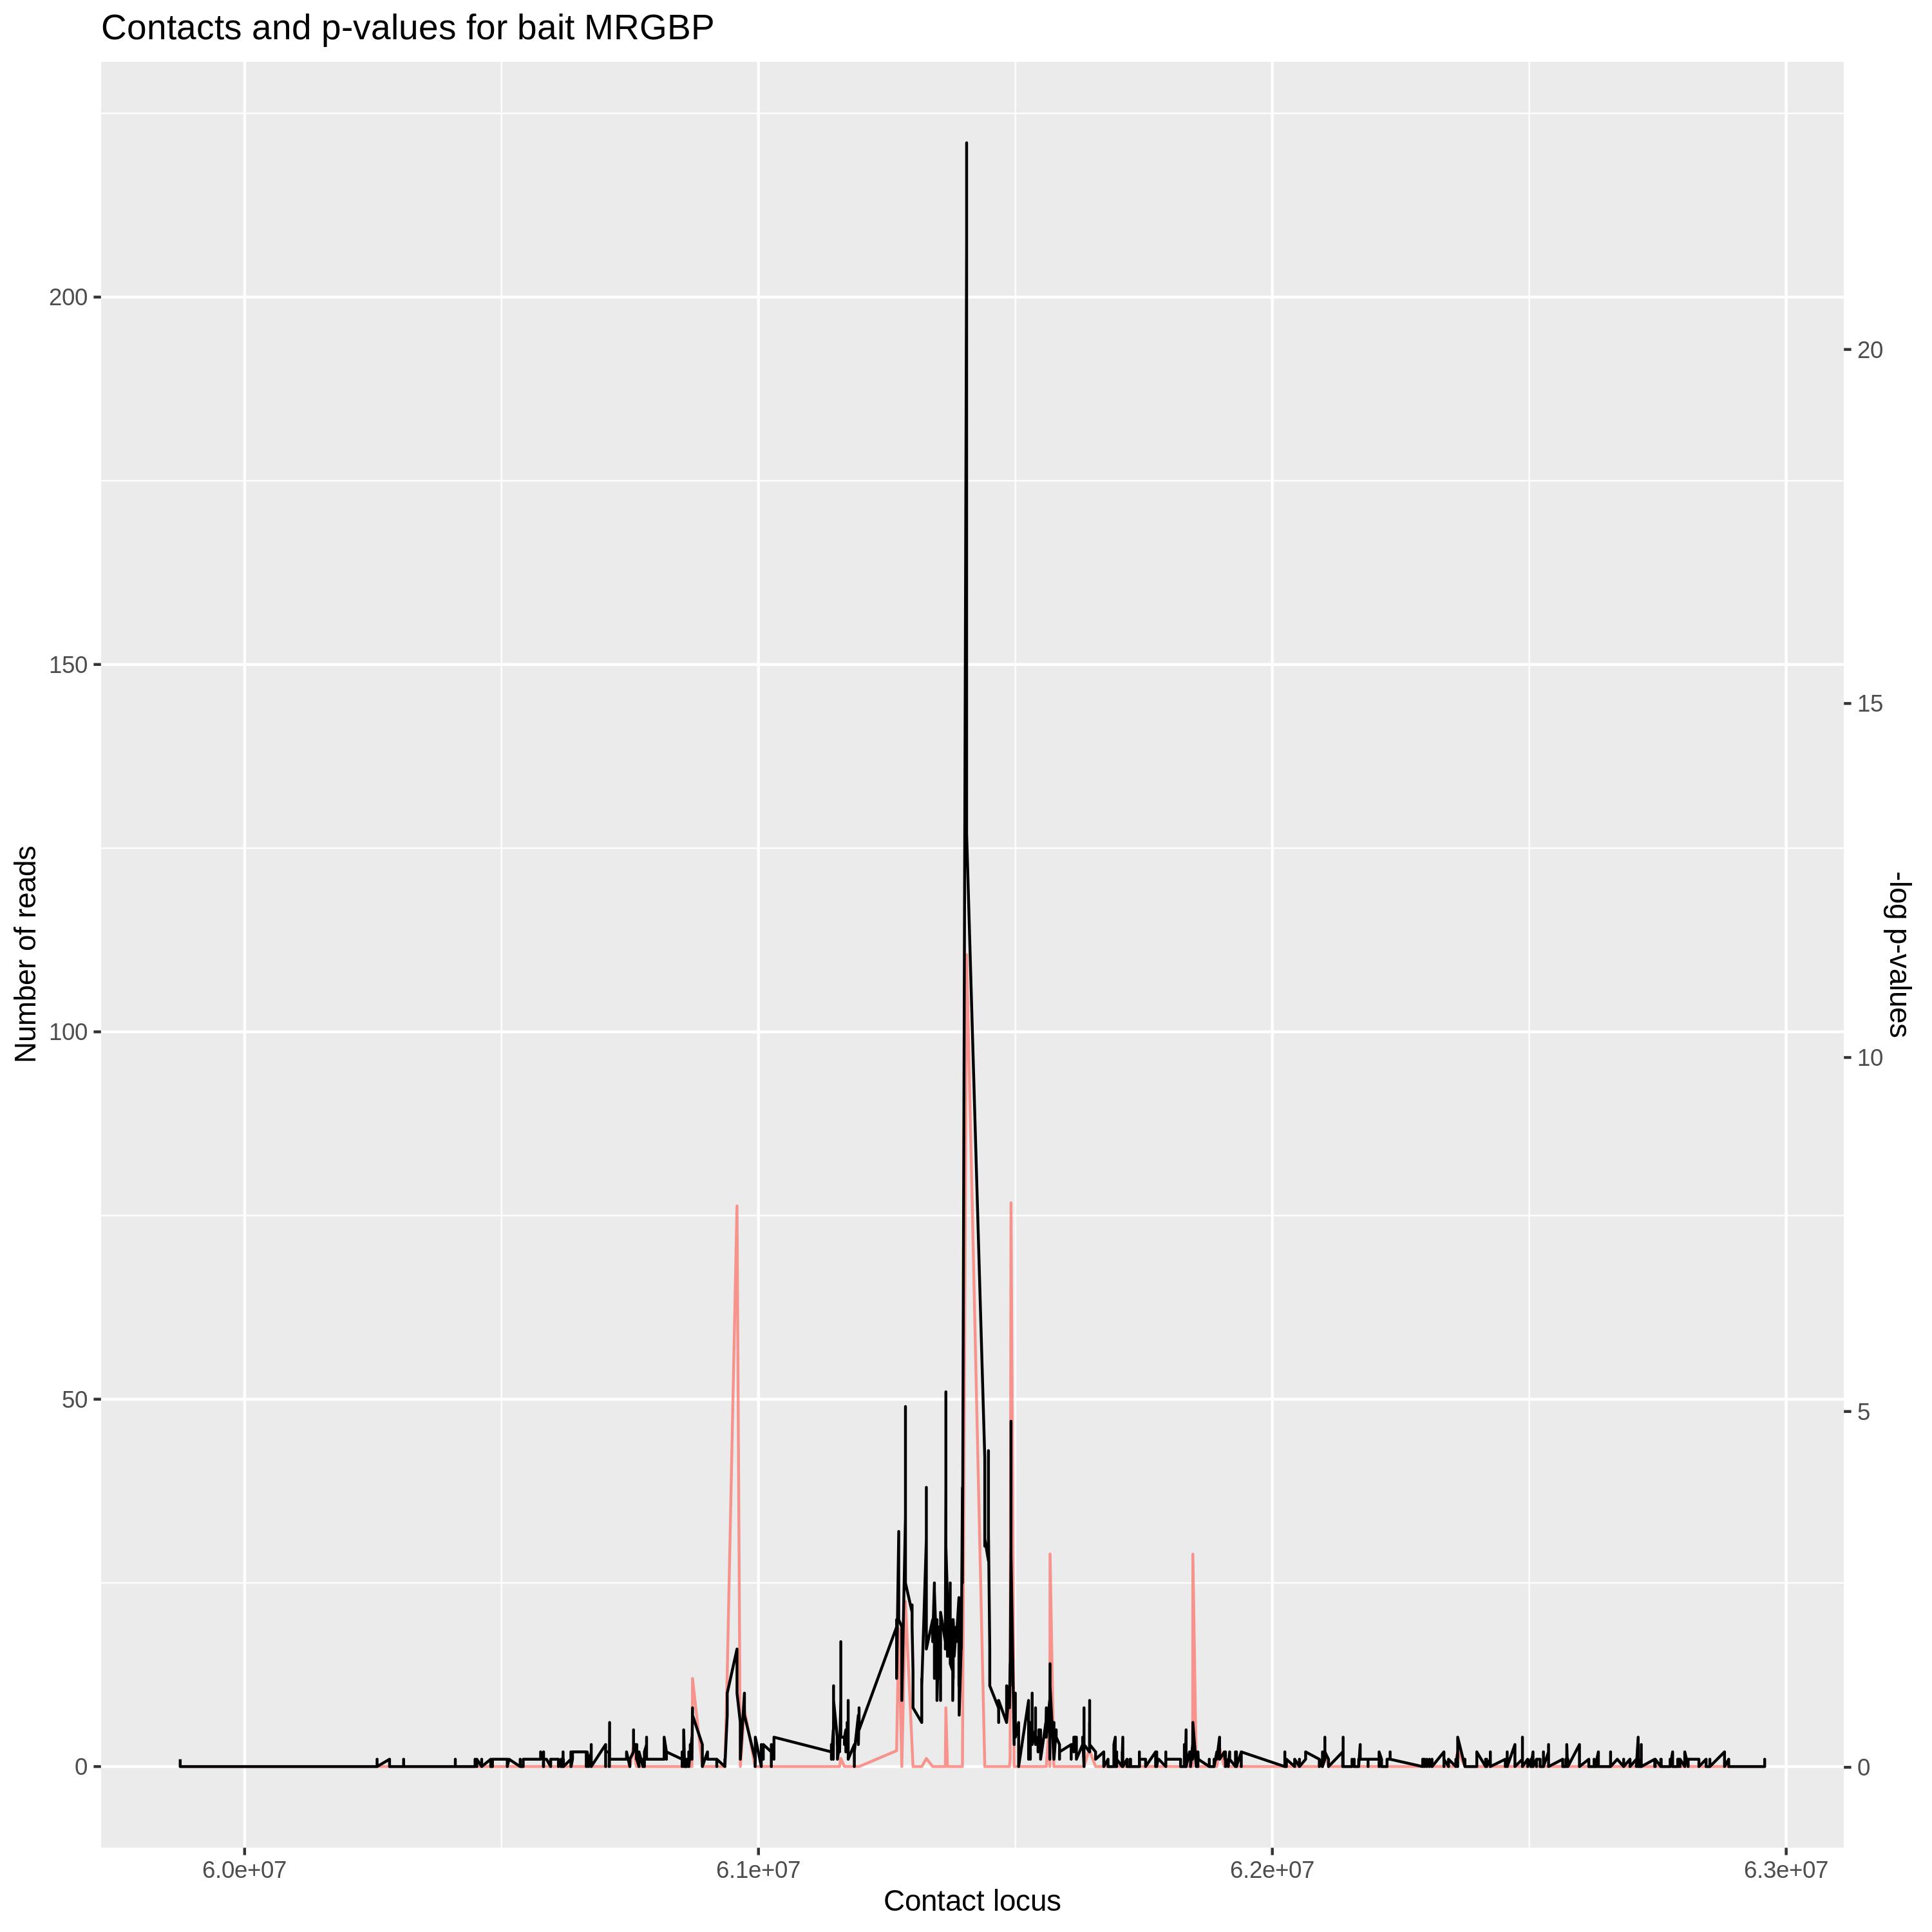 Contacts and p-values for bait MRGBP
Number of reads
200
150
100
50
0
20
15
10
5
0
-log p-values
6.0e+07
6.1e+07
6.2e+07
6.3e+07
Contact locus